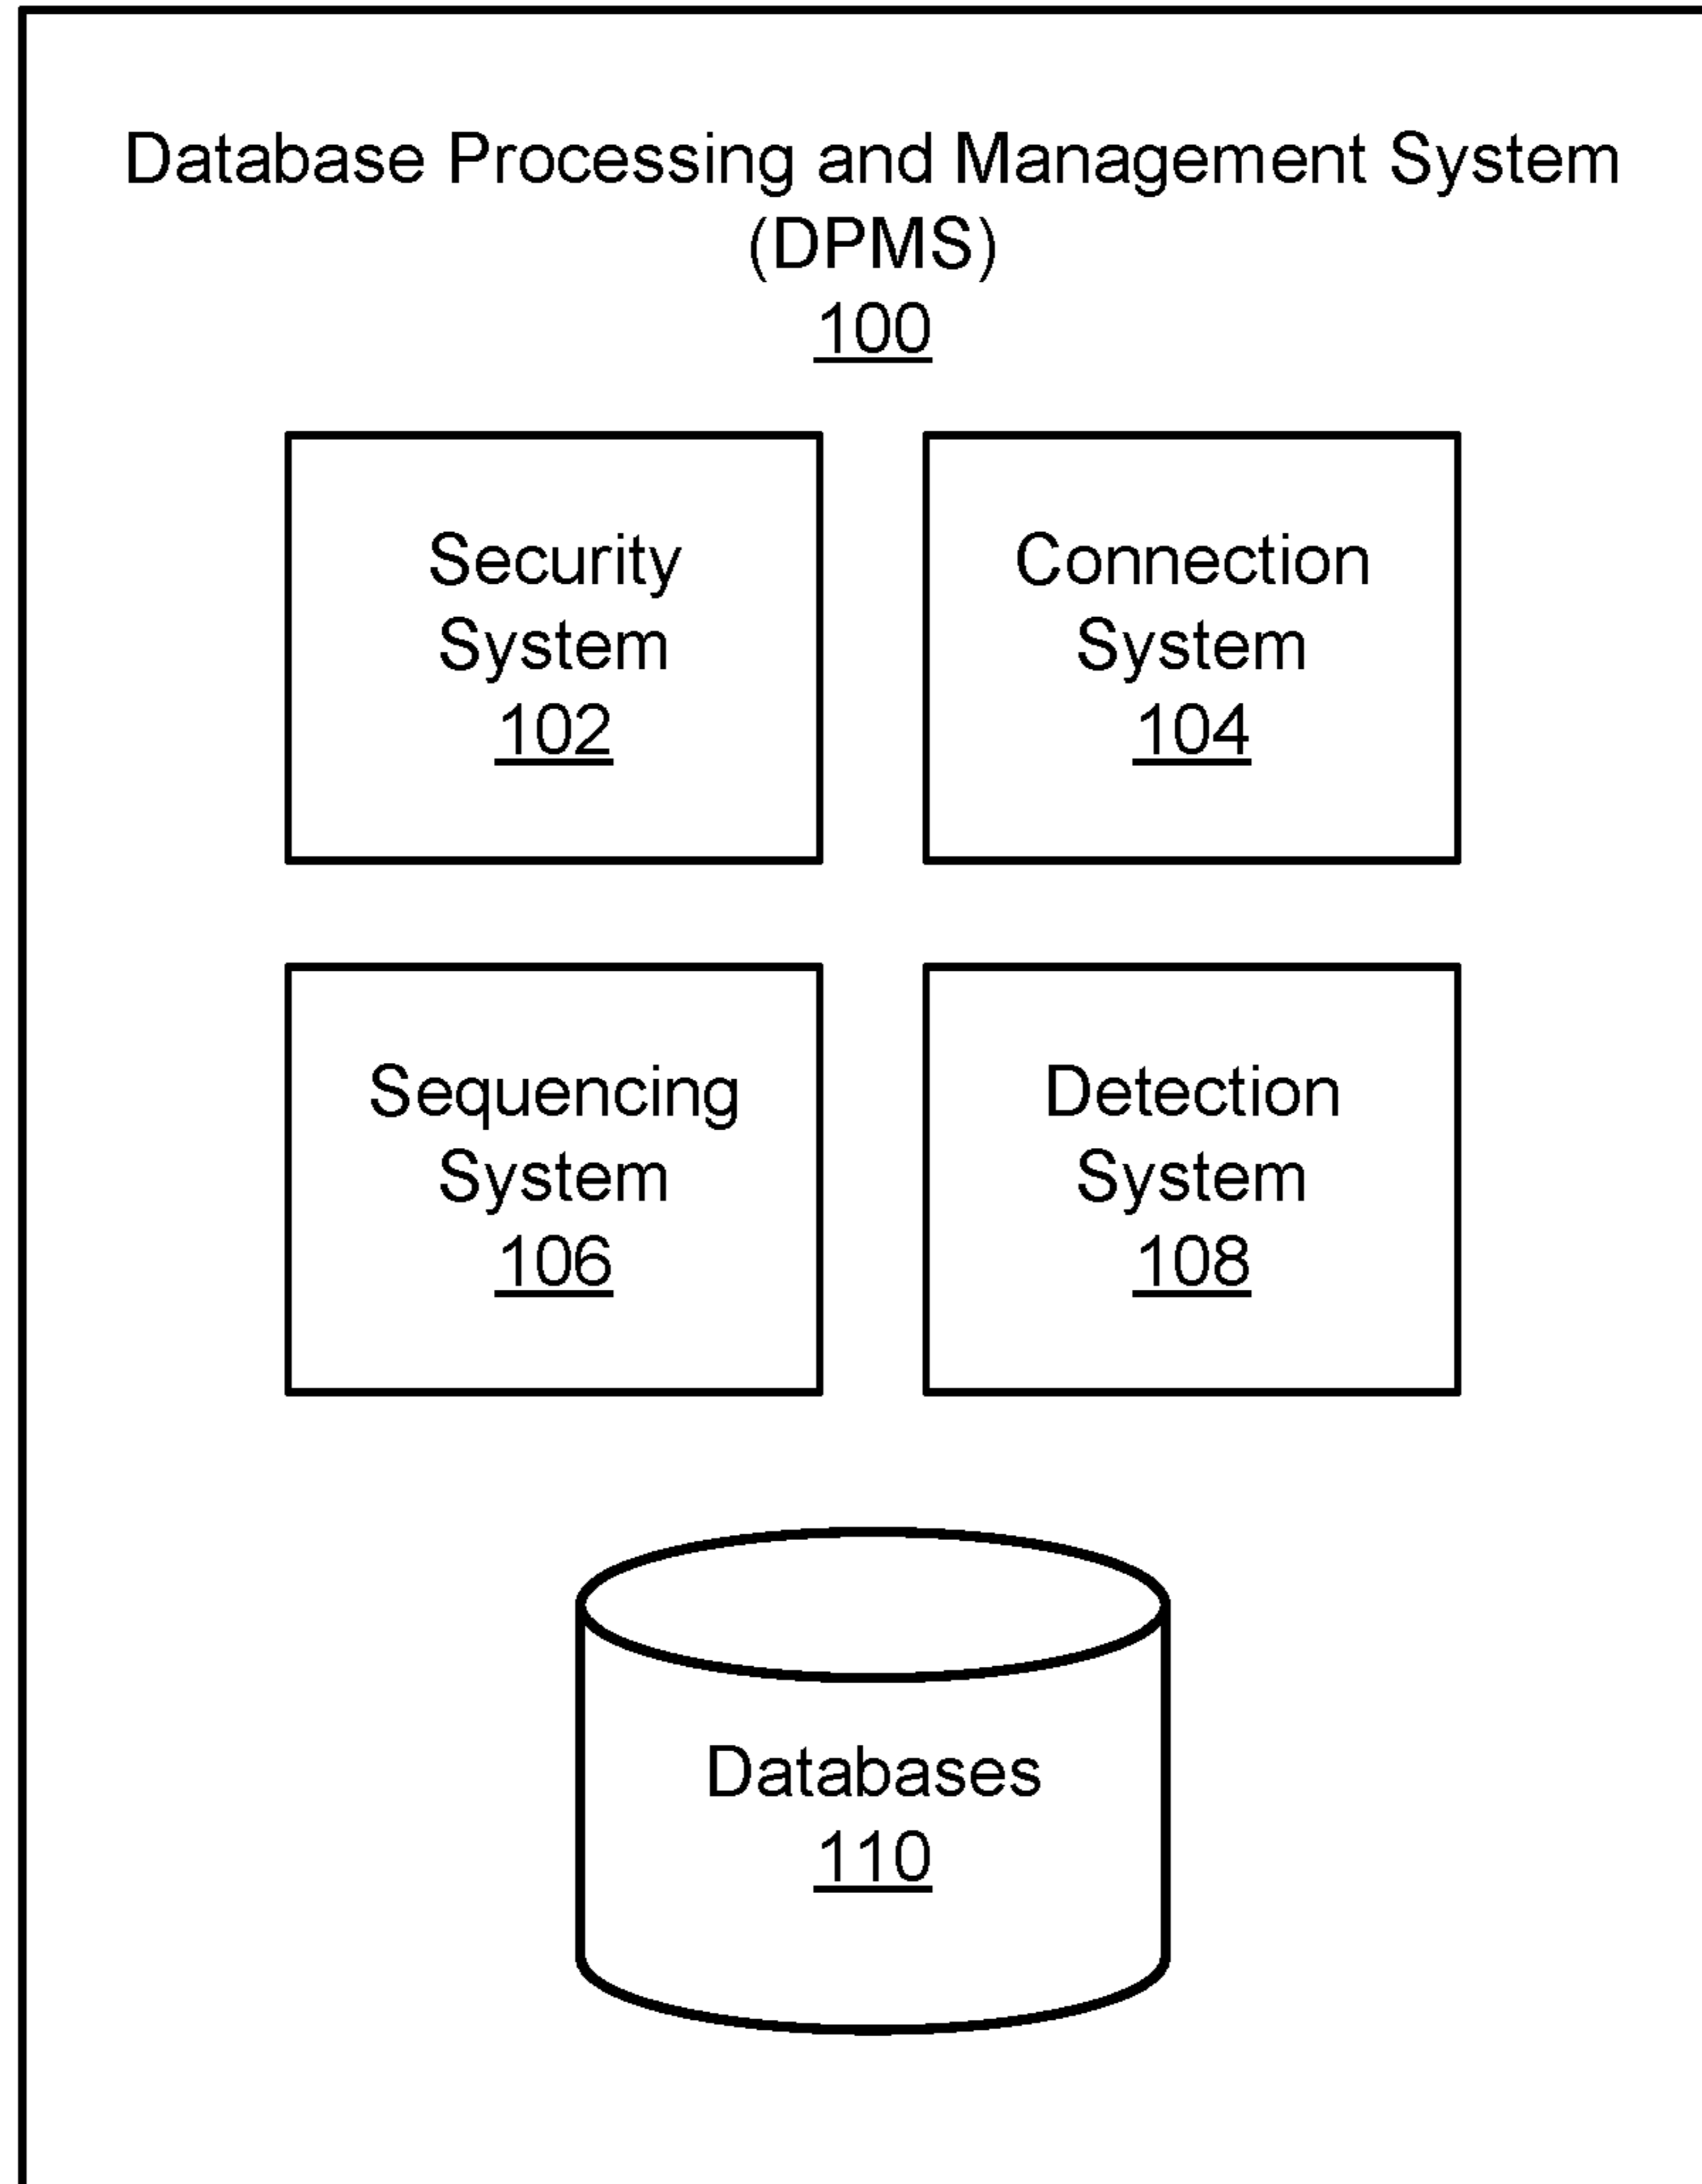 Database Processing and Management System
(DPMS)
100
Security
System
102
Connection
System
104
Sequencing
System
106
Detection
System
108
Databases
110